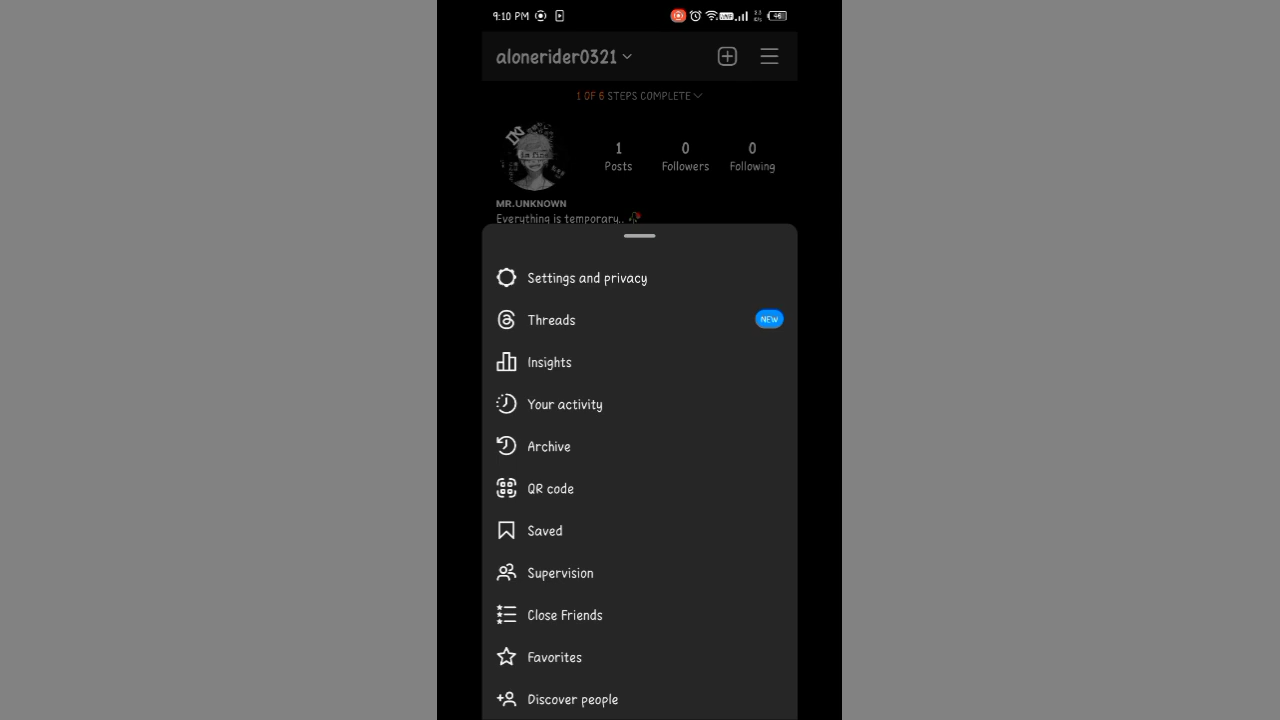 9:10 PM
46
alonerider0321
1 OF 6 STEPS COMPLETE
1 0 0
Posts Followers Following
MR.UNKNOWN
Everything is temporary..
Settings and privacy
Threads NEW
Insights
Your activity
Archive
QR code
Saved
Supervision
Close Friends
Favorites
Discover people